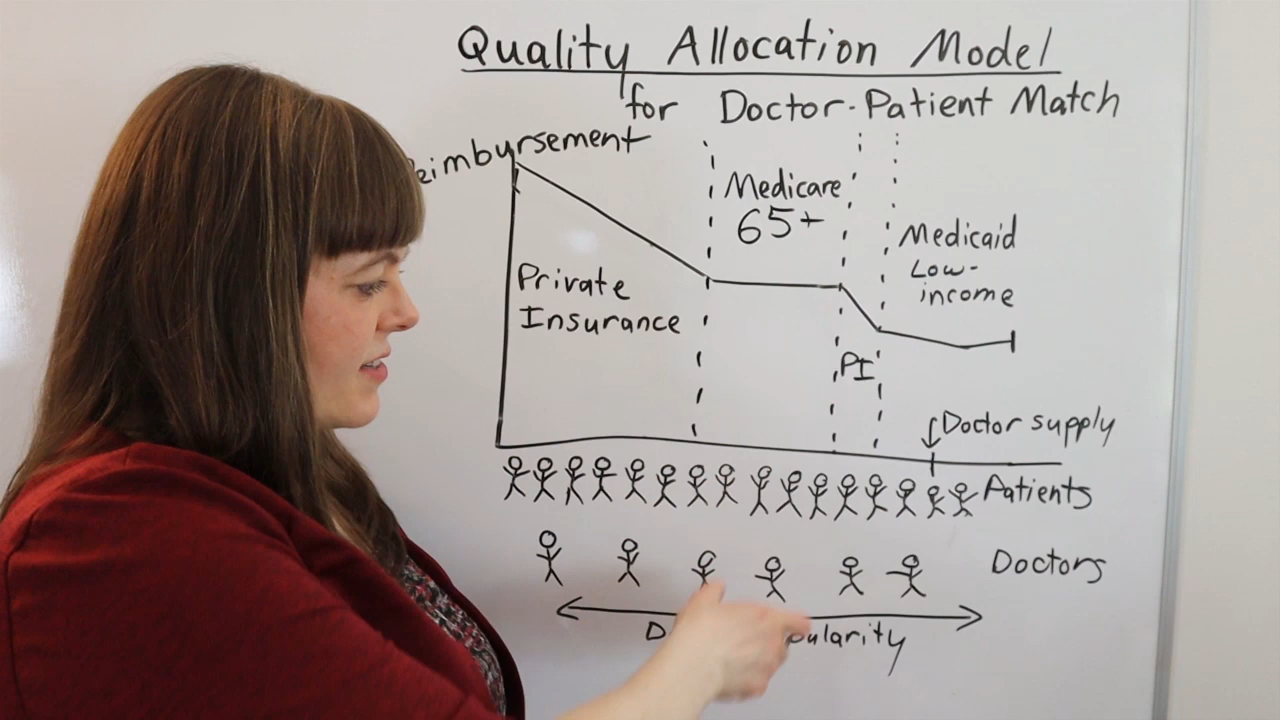 Quality Allocation Model
for Doctor-Patient Match
Reimbursement
Medicare
65+
Medicaid
Low-
income
Private
Insurance
PI
Doctor supply
Patients
Doctors